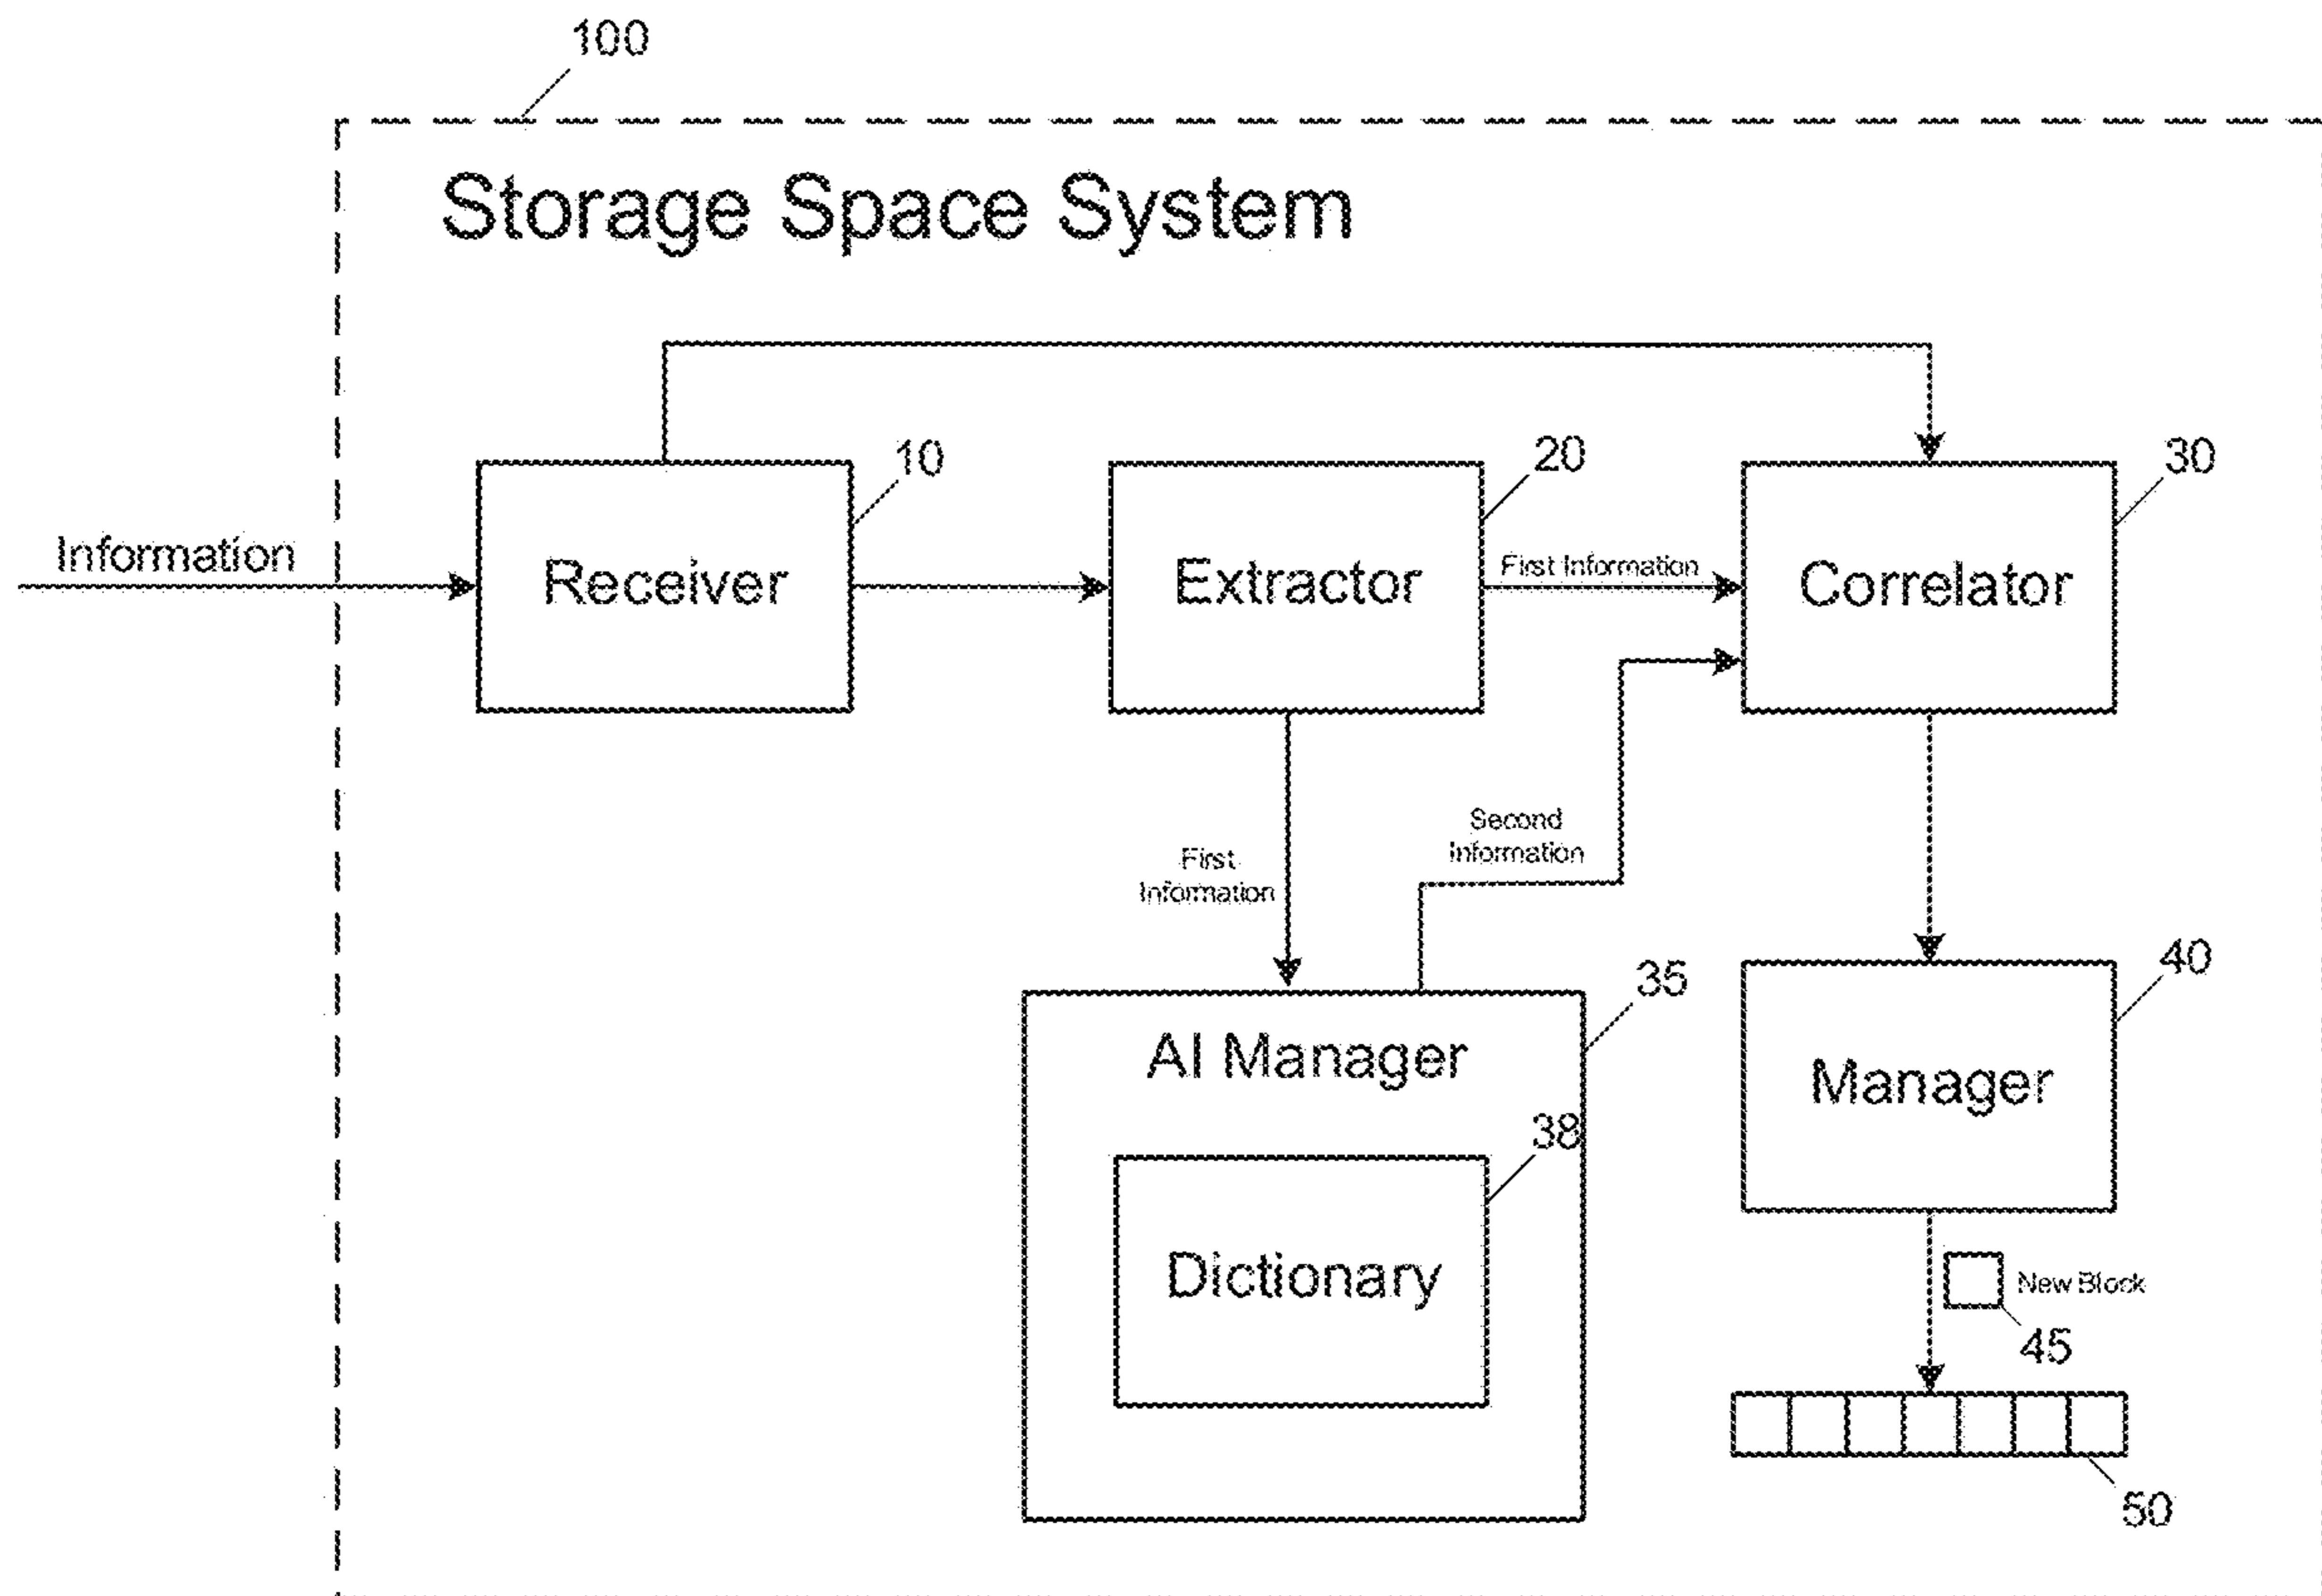 100
Storage Space System
10
20
30
Information
Receiver
Extractor
First Information
Correlator
Second
Information
First
Information
35
40
AI Manager
Manager
38
Dictionary
New Block
45
50